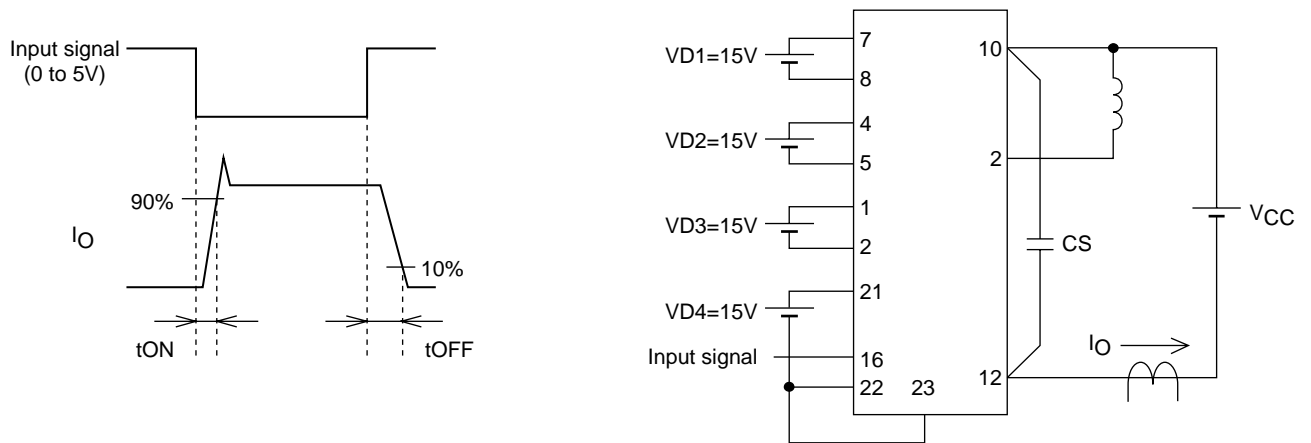 Input signal
(0 to 5V)
90%
IO
10%
tON
tOFF
VD1=15V
7
8
VD2=15V
4
5
VD3=15V
1
2
VD4=15V
21
Input signal
16
22
23
10
2
12
CS
VCC
IO